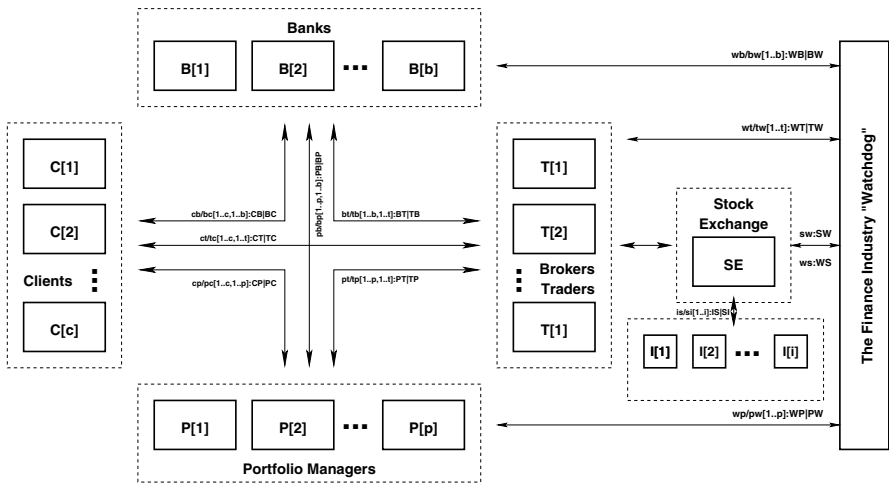 Banks
B[1]
B[2]
B[b]
wb/bw[1..b]:WB|BW
wt/tw[1..t]:WT|TW
C[1]
C[2]
Clients
C[c]
cb/bc[1..c,1..b]:CB|BC
pb/bp[1..p,1..b]:PB|BP
bt/tb[1..b,1..t]:BT|TB
ct/tc[1..c,1..t]:CT|TC
cp/pc[1..c,1..p]:CP|PC
pt/tp[1..p,1..t]:PT|TP
T[1]
T[2]
Brokers
Traders
T[1]
Stock
Exchange
SE
sw:SW
ws:WS
is/si[1..i]:IS|SI
I[1]
I[2]
I[i]
The Finance Industry "Watchdog"
wp/pw[1..p]:WP|PW
P[1]
P[2]
P[p]
Portfolio Managers